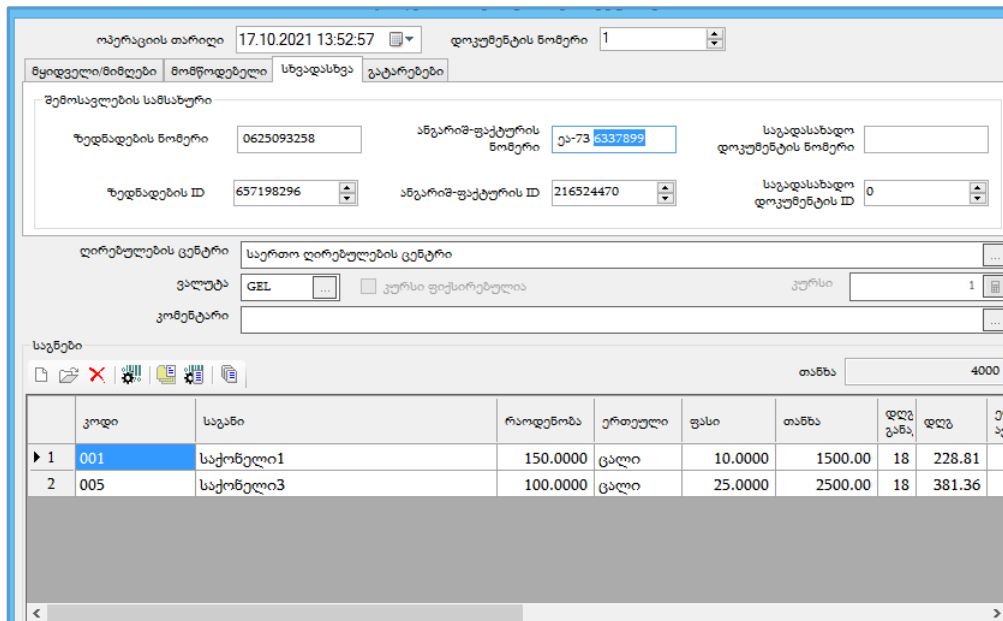 ოპერაციის თარიღი 17.10.2021 13:52:57 დოკუმენტის ნომერი 1
მყიდველი/მიმღები მომწოდებელი სხვადასხვა გატარებები
შემოსავლების სამსახური
ზედნადების ნომერი 0625093258 ანგარიშ-ფაქტურის ნომერი ეა-73 6337899 საგადასახადო დოკუმენტის ნომერი
ზედნადების ID 657198296 ანგარიშ-ფაქტურის ID 216524470 საგადასახადო დოკუმენტის ID 0
ღირებულების ცენტრი საერთო ღირებულების ცენტრი ...
ვალუტა GEL ... კურსი ფიქსირებულია კურსი 1
კომენტარი ...
საგნები
თანხა 4000
კოდი საგანი რაოდენობა ერთეული ფასი თანხა დღგ განა, დღგ
1 001 საქონელი1 150.0000 ცალი 10.0000 1500.00 18 228.81
2 005 საქონელი3 100.0000 ცალი 25.0000 2500.00 18 381.36